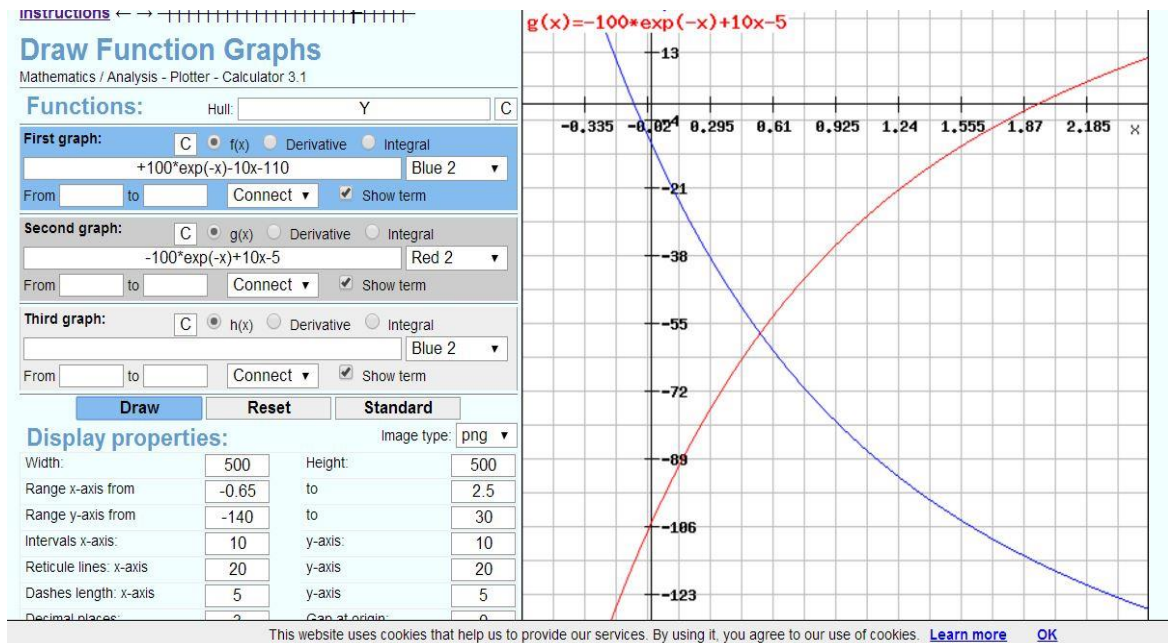 Instructions ← →
Draw Function Graphs
Mathematics / Analysis - Plotter - Calculator 3.1
Functions: Hull: Y C
First graph: C f(x) Derivative Integral
+100*exp(-x)-10x-110 Blue 2
From to Connect Show term
Second graph: C g(x) Derivative Integral
-100*exp(-x)+10x-5 Red 2
From to Connect Show term
Third graph: C h(x) Derivative Integral
Blue 2
From to Connect Show term
Draw Reset Standard
Display properties: Image type: png
Width: 500 Height: 500
Range x-axis from -0.65 to 2.5
Range y-axis from -140 to 30
Intervals x-axis: 10 y-axis: 10
Reticule lines: x-axis 20 y-axis 20
Dashes length: x-axis 5 y-axis 5
g(x)=-100*exp(-x)+10x-5
13
-0.335 -0.02 -4 0.295 0.61 0.925 1.24 1.555 1.87 2.185 x
-21
-38
-55
-72
-89
-106
-123
This website uses cookies that help us to provide our services. By using it, you agree to our use of cookies. Learn more OK